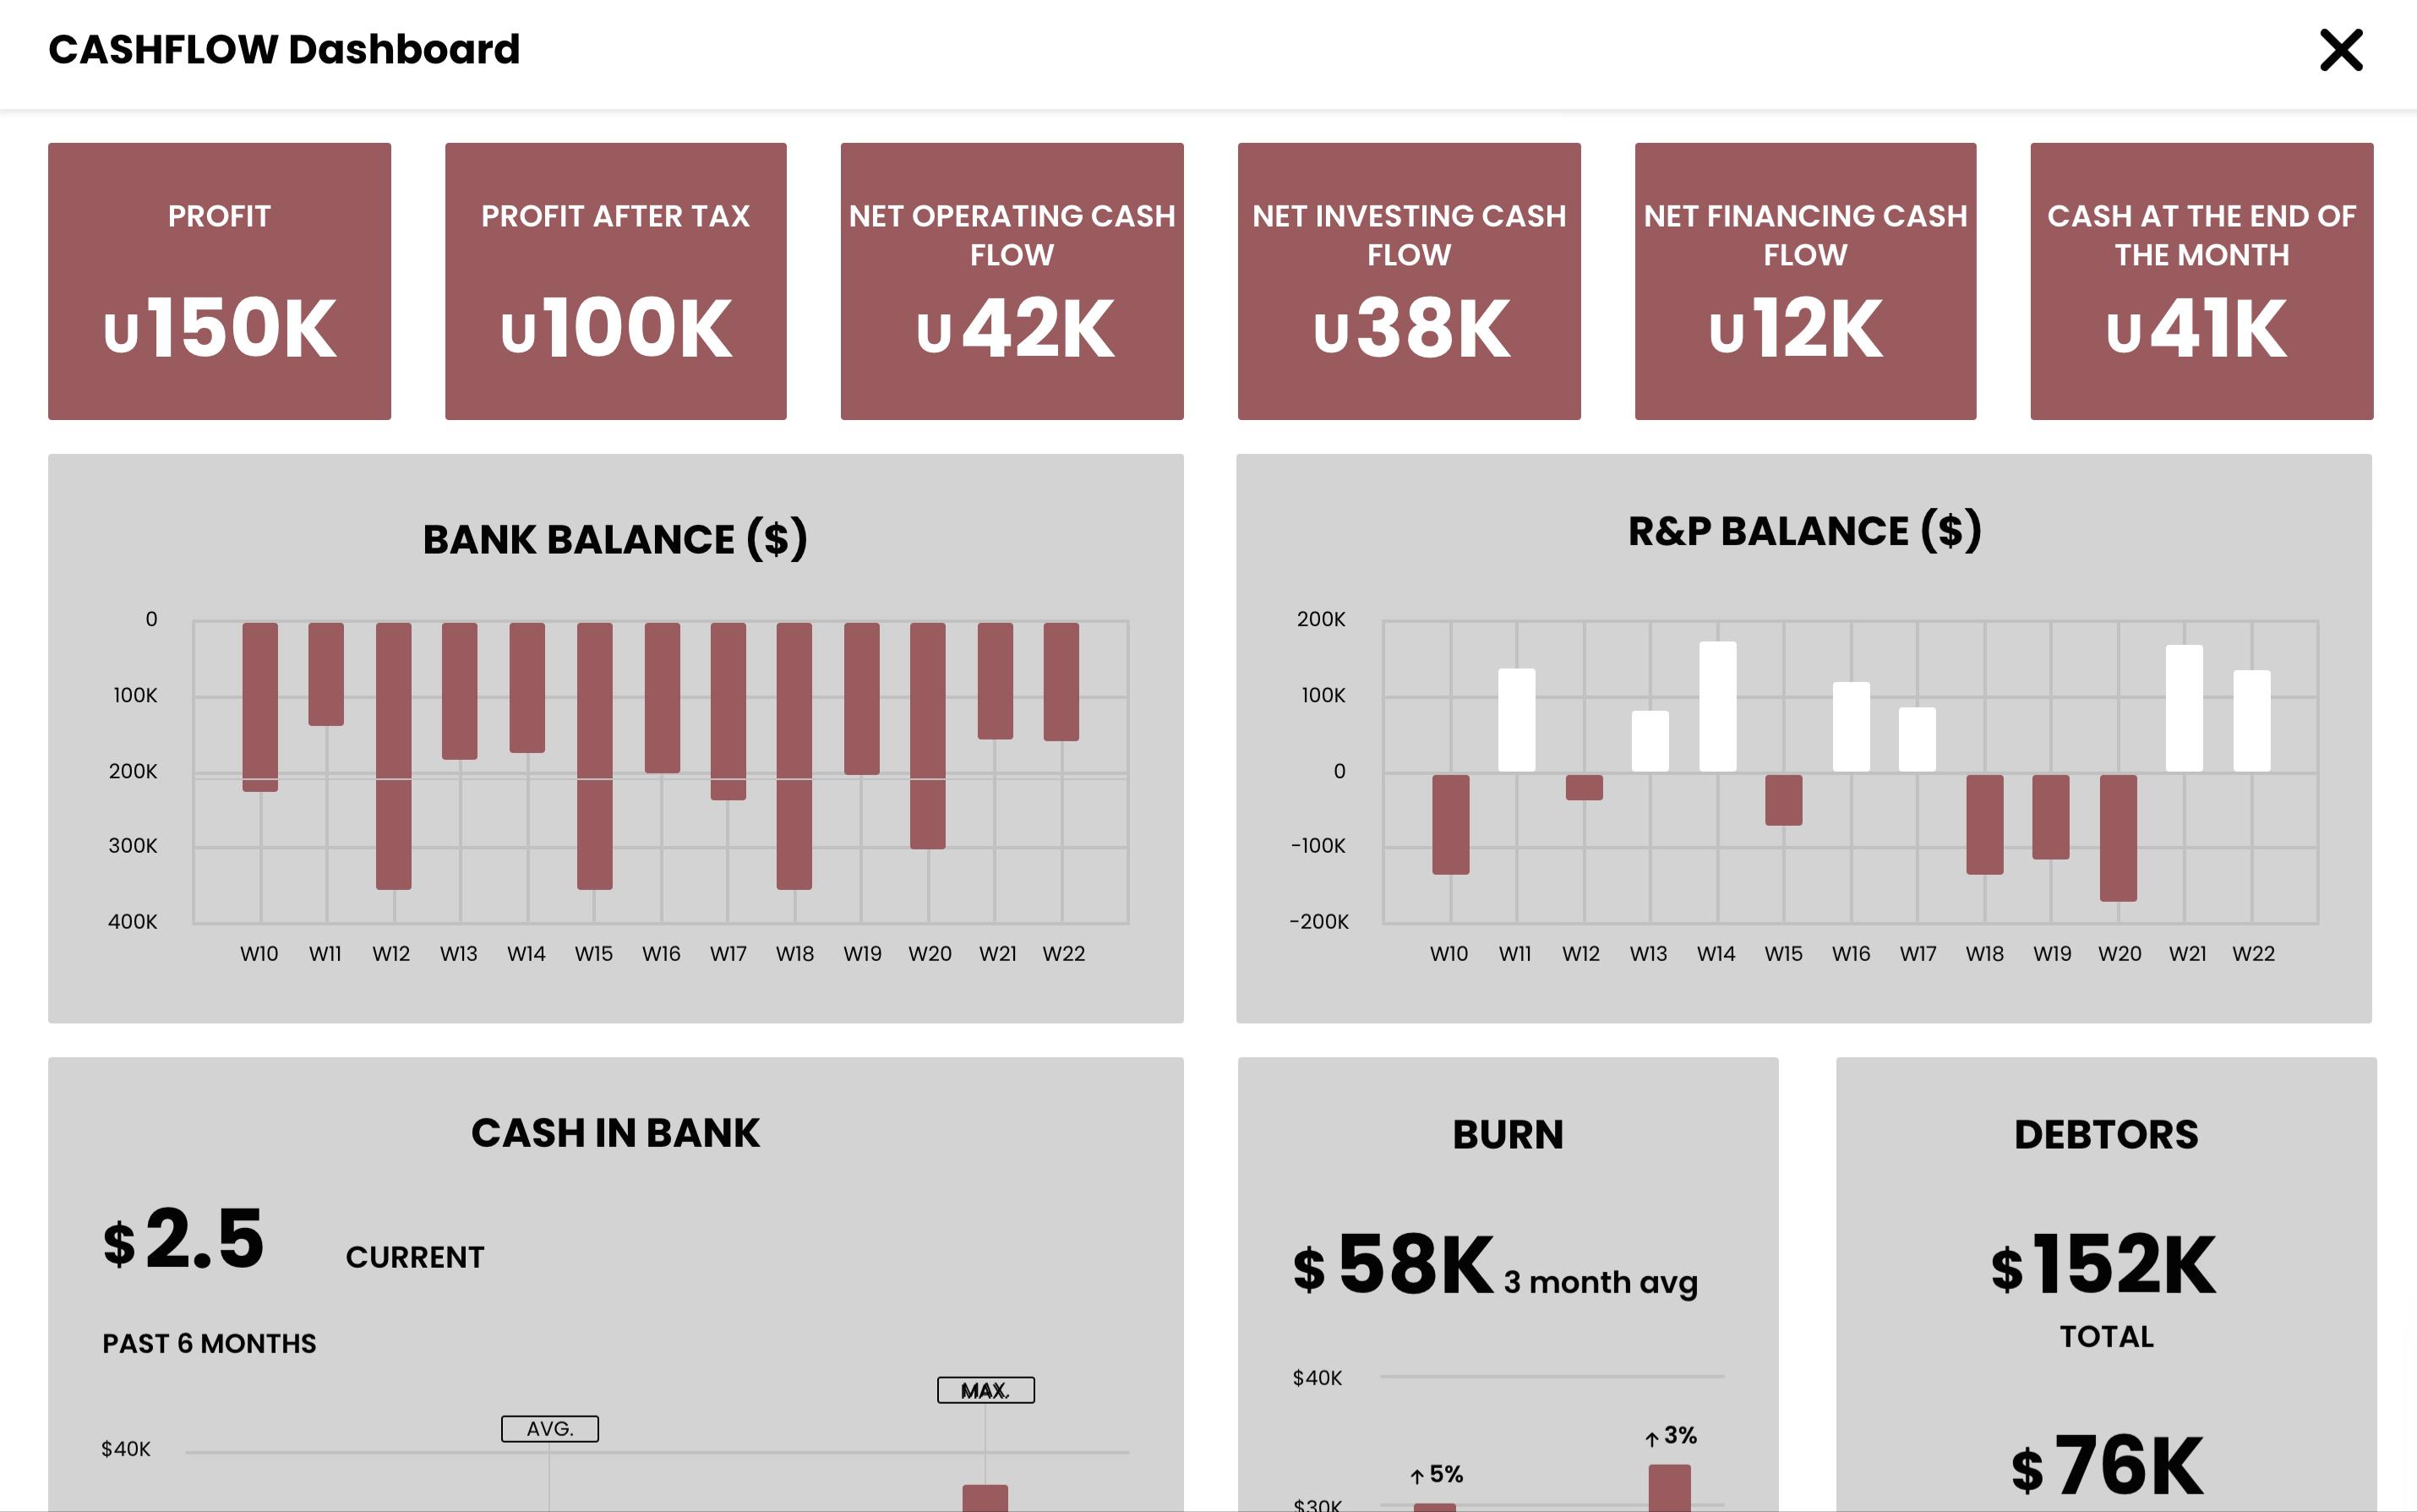 CASHFLOW Dashboard
PROFIT
U150K
PROFIT AFTER TAX
U100K
NET OPERATING CASH
FLOW
U42K
NET INVESTING CASH
FLOW
U38K
NET FINANCING CASH
FLOW
U12K
CASH AT THE END OF
THE MONTH
U41K
BANK BALANCE ($)
0
100K
200K
300K
400K
W10 W11 W12 W13 W14 W15 W16 W17 W18 W19 W20 W21 W22
R&P BALANCE ($)
200K
100K
0
-100K
-200K
W10 W11 W12 W13 W14 W15 W16 W17 W18 W19 W20 W21 W22
CASH IN BANK
$2.5 CURRENT
PAST 6 MONTHS
MAX.
AVG.
$40K
BURN
$58K 3 month avg
$40K
↑3%
↑5%
$30K
DEBTORS
$152K
TOTAL
$76K